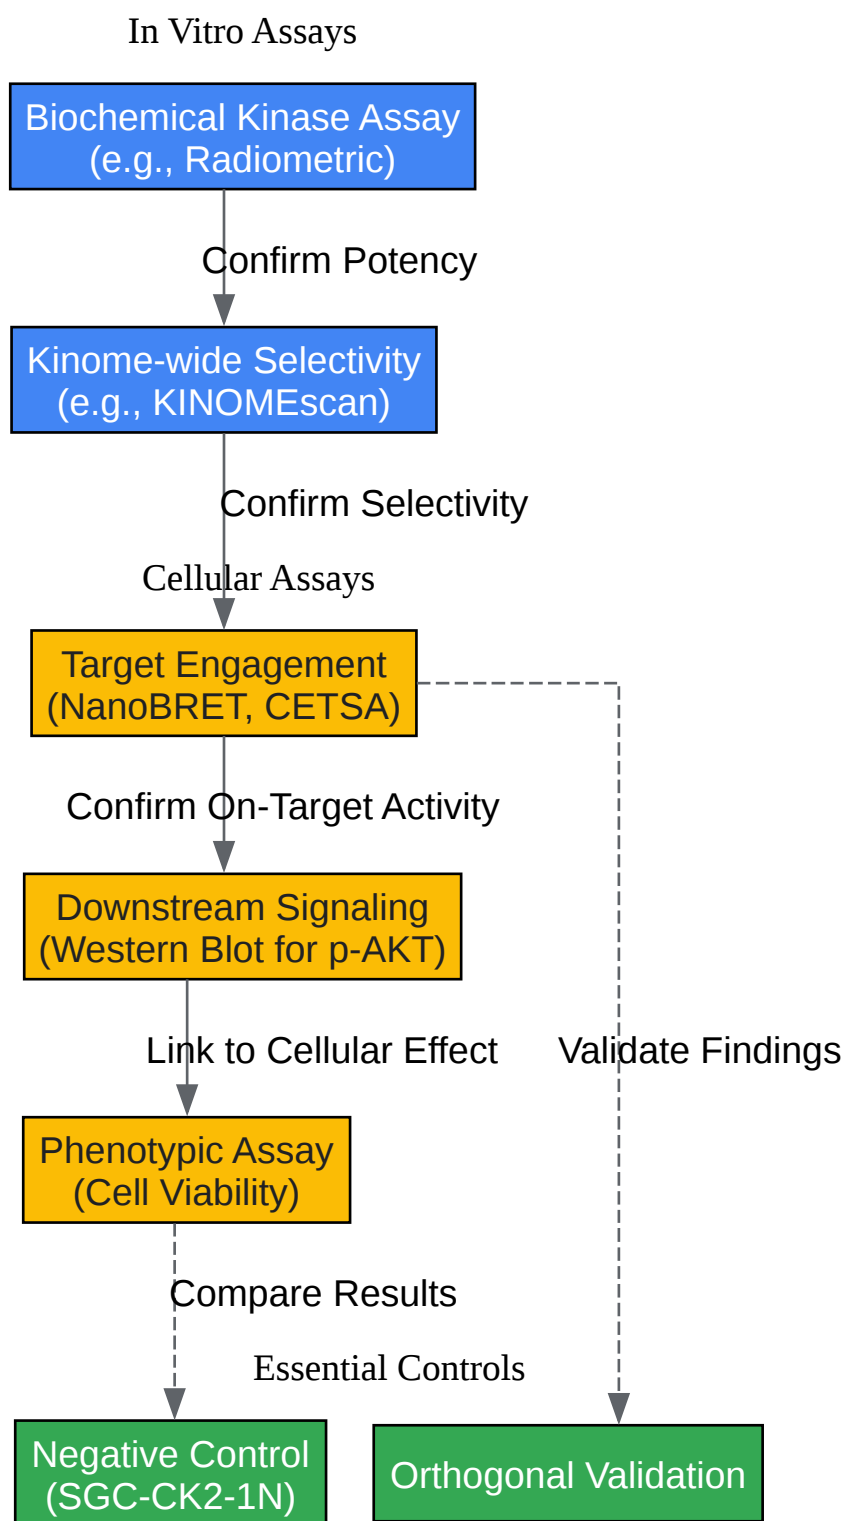 In Vitro Assays
Biochemical Kinase Assay
(e.g., Radiometric)
Confirm Potency
Kinome-wide Selectivity
(e.g., KINOMEscan)
Confirm Selectivity
Cellular Assays
Target Engagement
(NanoBRET, CETSA)
Confirm On-Target Activity
Downstream Signaling
(Western Blot for p-AKT)
Link to Cellular Effect
Validate Findings
Phenotypic Assay
(Cell Viability)
Compare Results
Essential Controls
Negative Control
(SGC-CK2-1N)
Orthogonal Validation